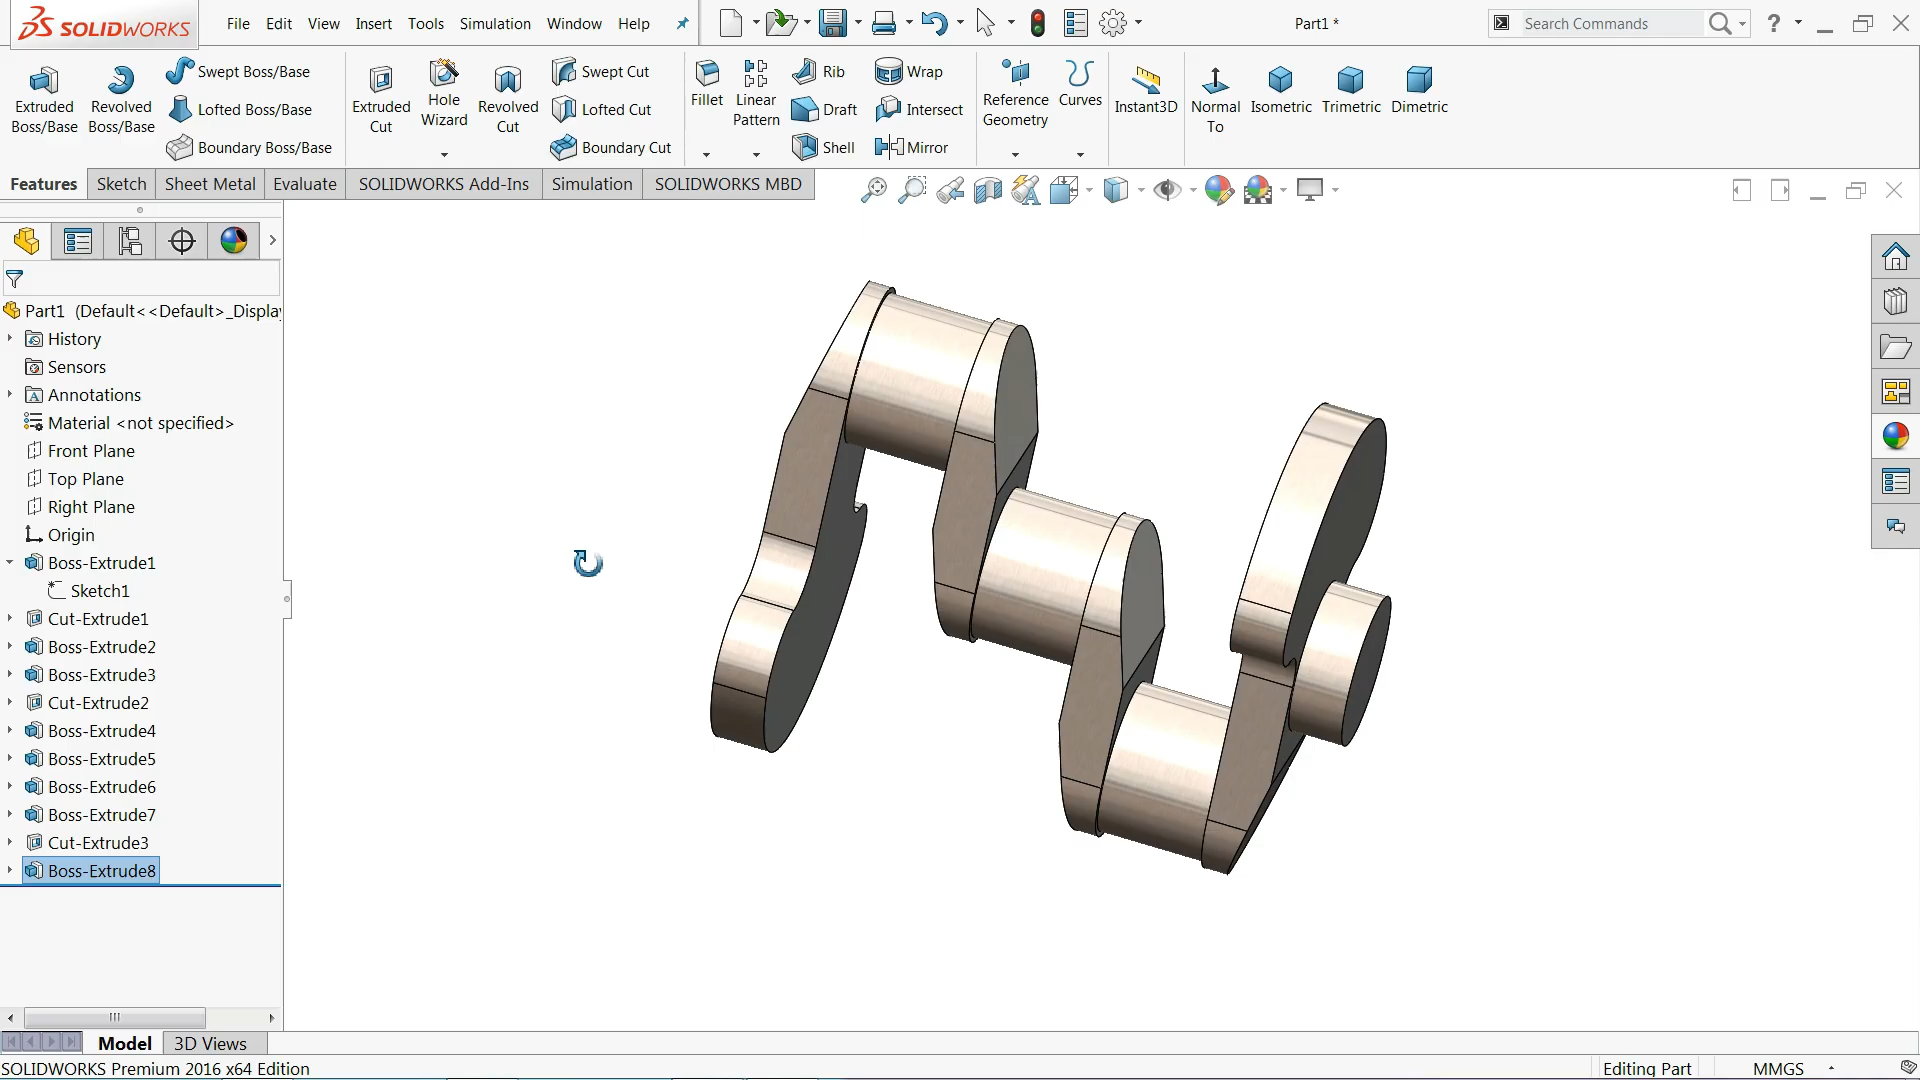 SOLIDWORKS
File Edit View Insert Tools Simulation Window Help
Part1 *
Search Commands
?
Extruded Boss/Base
Revolved Boss/Base
Swept Boss/Base
Lofted Boss/Base
Boundary Boss/Base
Extruded Cut
Hole Wizard
Revolved Cut
Swept Cut
Lofted Cut
Boundary Cut
Fillet
Linear Pattern
Rib
Draft
Shell
Wrap
Intersect
Mirror
Reference Geometry
Curves
Instant3D
Normal To
Isometric
Trimetric
Dimetric
Features Sketch Sheet Metal Evaluate SOLIDWORKS Add-Ins Simulation SOLIDWORKS MBD
Part1 (Default<<Default>_Displa
History
Sensors
Annotations
Material <not specified>
Front Plane
Top Plane
Right Plane
Origin
Boss-Extrude1
Sketch1
Cut-Extrude1
Boss-Extrude2
Boss-Extrude3
Cut-Extrude2
Boss-Extrude4
Boss-Extrude5
Boss-Extrude6
Boss-Extrude7
Cut-Extrude3
Boss-Extrude8
Model 3D Views
SOLIDWORKS Premium 2016 x64 Edition
Editing Part
MMGS